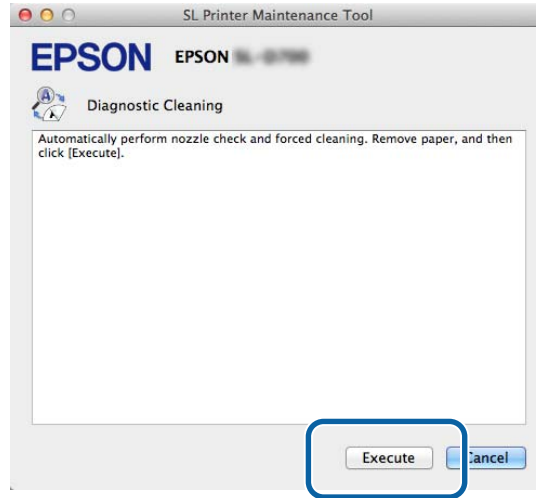 SL Printer Maintenance Tool
EPSON EPSON
Diagnostic Cleaning
Automatically perform nozzle check and forced cleaning. Remove paper, and then
click [Execute].
Execute Cancel